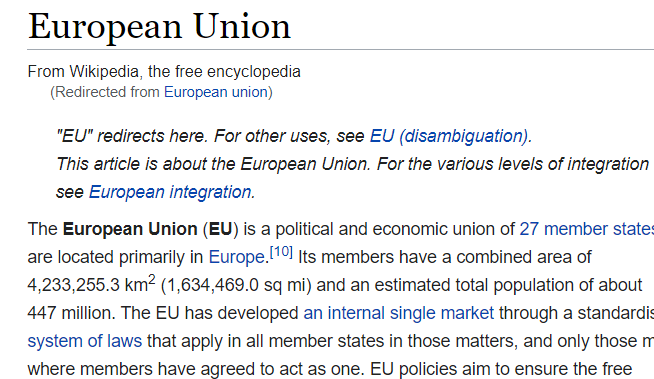 European Union
From Wikipedia, the free encyclopedia
(Redirected from European union)
"EU" redirects here. For other uses, see EU (disambiguation).
This article is about the European Union. For the various levels of integration
see European integration.
The European Union (EU) is a political and economic union of 27 member states
are located primarily in Europe.[10] Its members have a combined area of
4,233,255.3 km² (1,634,469.0 sq mi) and an estimated total population of about
447 million. The EU has developed an internal single market through a standardis
system of laws that apply in all member states in those matters, and only those m
where members have agreed to act as one. EU policies aim to ensure the free